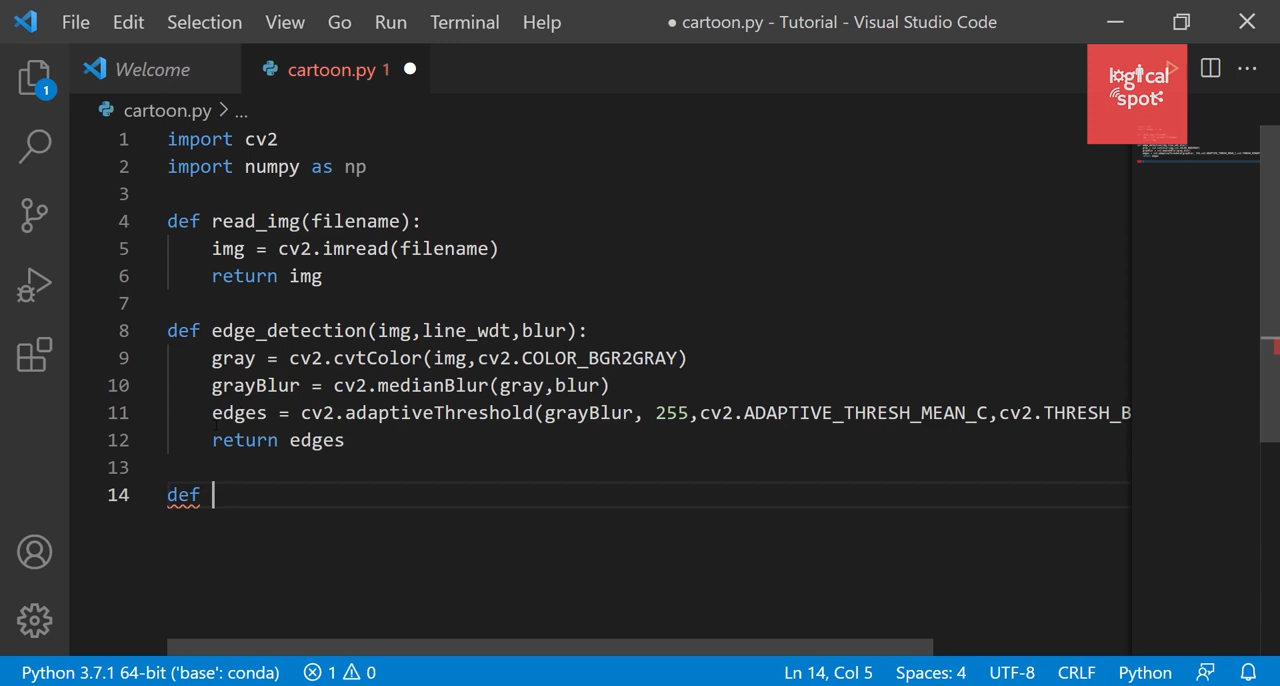 File Edit Selection View Go Run Terminal Help ● cartoon.py - Tutorial - Visual Studio Code
Welcome cartoon.py 1
logical spot
1
cartoon.py > ...
1 import cv2
2 import numpy as np
3
4 def read_img(filename):
5 img = cv2.imread(filename)
6 return img
7
8 def edge_detection(img,line_wdt,blur):
9 gray = cv2.cvtColor(img,cv2.COLOR_BGR2GRAY)
10 grayBlur = cv2.medianBlur(gray,blur)
11 edges = cv2.adaptiveThreshold(grayBlur, 255,cv2.ADAPTIVE_THRESH_MEAN_C,cv2.THRESH_B
12 return edges
13
14 def
Python 3.7.1 64-bit ('base': conda) 1 0 Ln 14, Col 5 Spaces: 4 UTF-8 CRLF Python